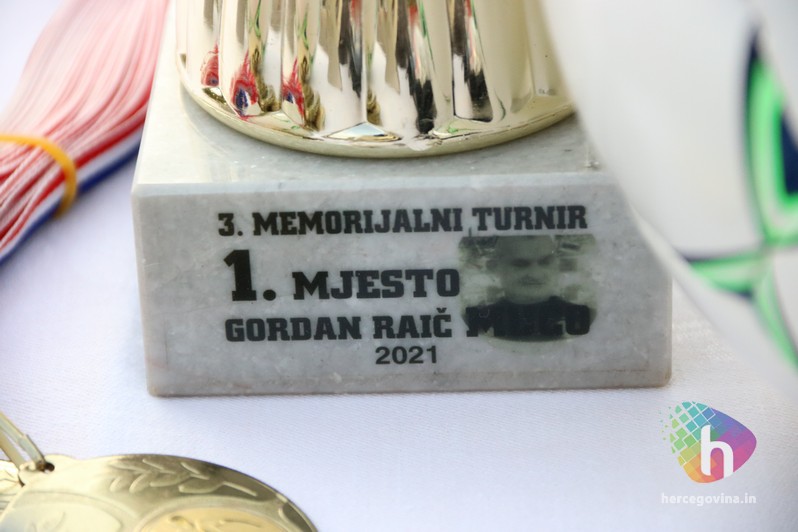 3. MEMORIJALNI TURNIR
1. MJESTO
GORDAN RAIČ
2021
h
hercegovina.in